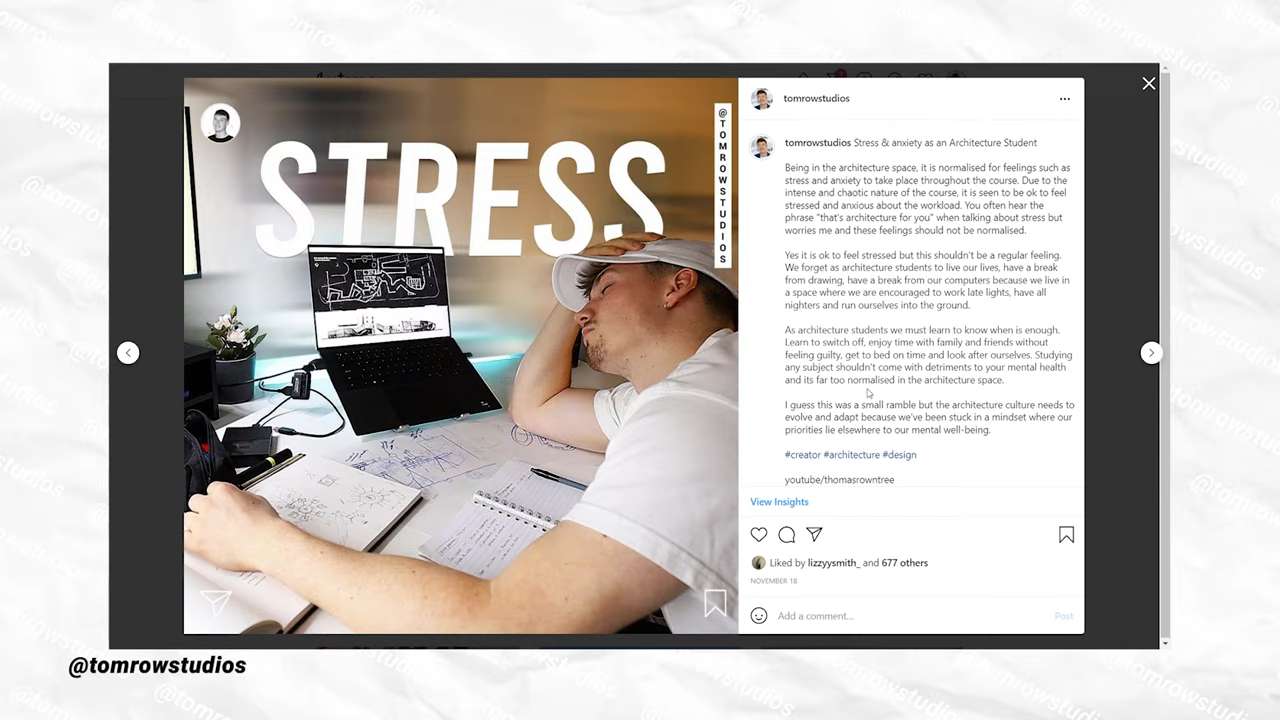 STRESS
@TOMROWSTUDIOS
tomrowstudios
tomrowstudios Stress & anxiety as an Architecture Student
Being in the architecture space, it is normalised for feelings such as
stress and anxiety to take place throughout the course. Due to the
intense and chaotic nature of the course, it is seen to be ok to feel
stressed and anxious about the workload. You often hear the
phrase "that's architecture for you" when talking about stress but
worries me and these feelings should not be normalised.
Yes it is ok to feel stressed but this shouldn't be a regular feeling.
We forget as architecture students to live our lives, have a break
from drawing, have a break from our computers because we live in
a space where we are encouraged to work late lights, have all
nighters and run ourselves into the ground.
As architecture students we must learn to know when is enough.
Learn to switch off, enjoy time with family and friends without
feeling guilty, get to bed on time and look after ourselves. Studying
any subject shouldn't come with detriments to your mental health
and its far too normalised in the architecture space.
I guess this was a small ramble but the architecture culture needs to
evolve and adapt because we've been stuck in a mindset where our
priorities lie elsewhere to our mental well-being.
#creator #architecture #design
youtube/thomasrowntree
View Insights
Liked by lizzyysmith_ and 677 others
NOVEMBER 18
Add a comment...
Post
@tomrowstudios